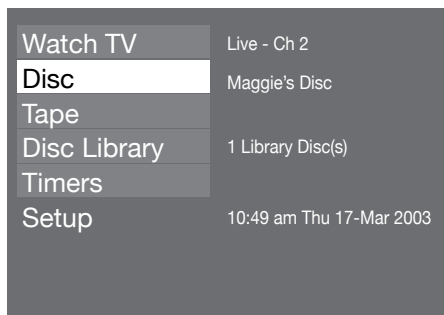 Watch TV Live - Ch 2
Disc Maggie's Disc
Tape
Disc Library 1 Library Disc(s)
Timers
Setup 10:49 am Thu 17-Mar 2003